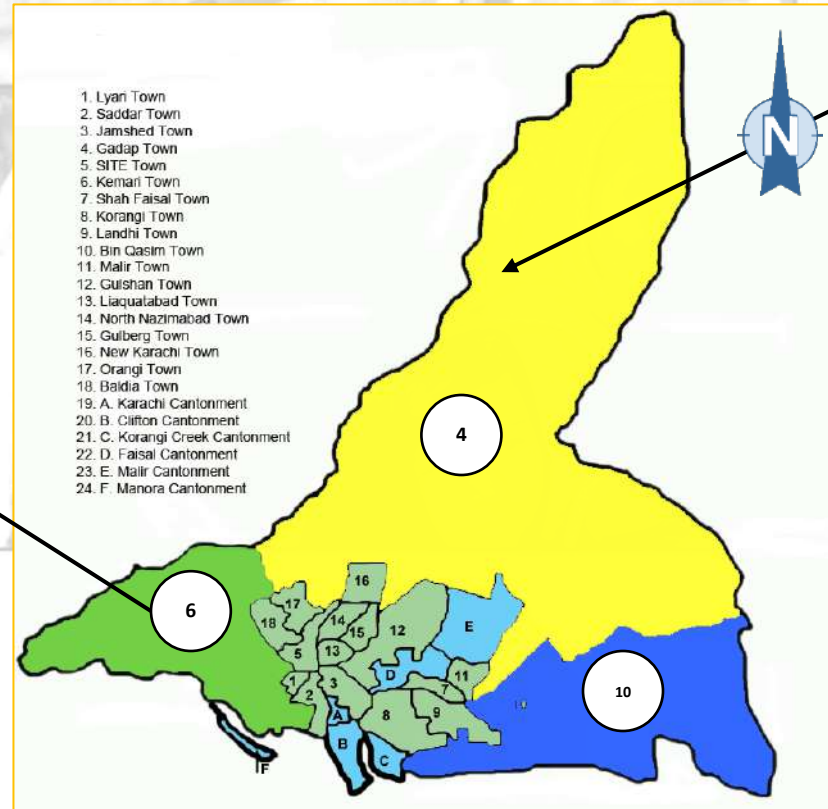 1. Lyari Town
2. Saddar Town
3. Jamshed Town
4. Gadap Town
5. SITE Town
6. Kemari Town
7. Shah Faisal Town
8. Korangi Town
9. Landhi Town
10. Bin Qasim Town
11. Malir Town
12. Gulshan Town
13. Liaquatabad Town
14. North Nazimabad Town
15. Gulberg Town
16. New Karachi Town
17. Orangi Town
18. Baldia Town
19. A. Karachi Cantonment
20. B. Clifton Cantonment
21. C. Korangi Creek Cantonment
22. D. Faisal Cantonment
23. E. Malir Cantonment
24. F. Manora Cantonment
N
4
16
6
17
18
14
15
12
E
5
13
D
11
1
2
3
7
10
A
8
9
B
C
F